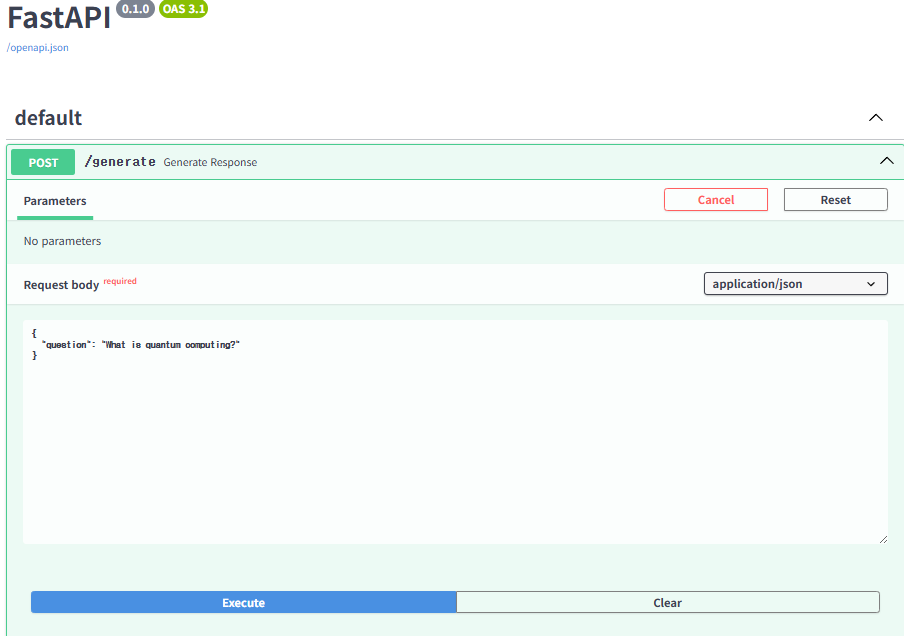 FastAPI 0.1.0 OAS 3.1
/openapi.json
default
POST /generate Generate Response
Parameters Cancel Reset
No parameters
Request body required application/json
{
"question": "What is quantum computing?"
}
Execute Clear